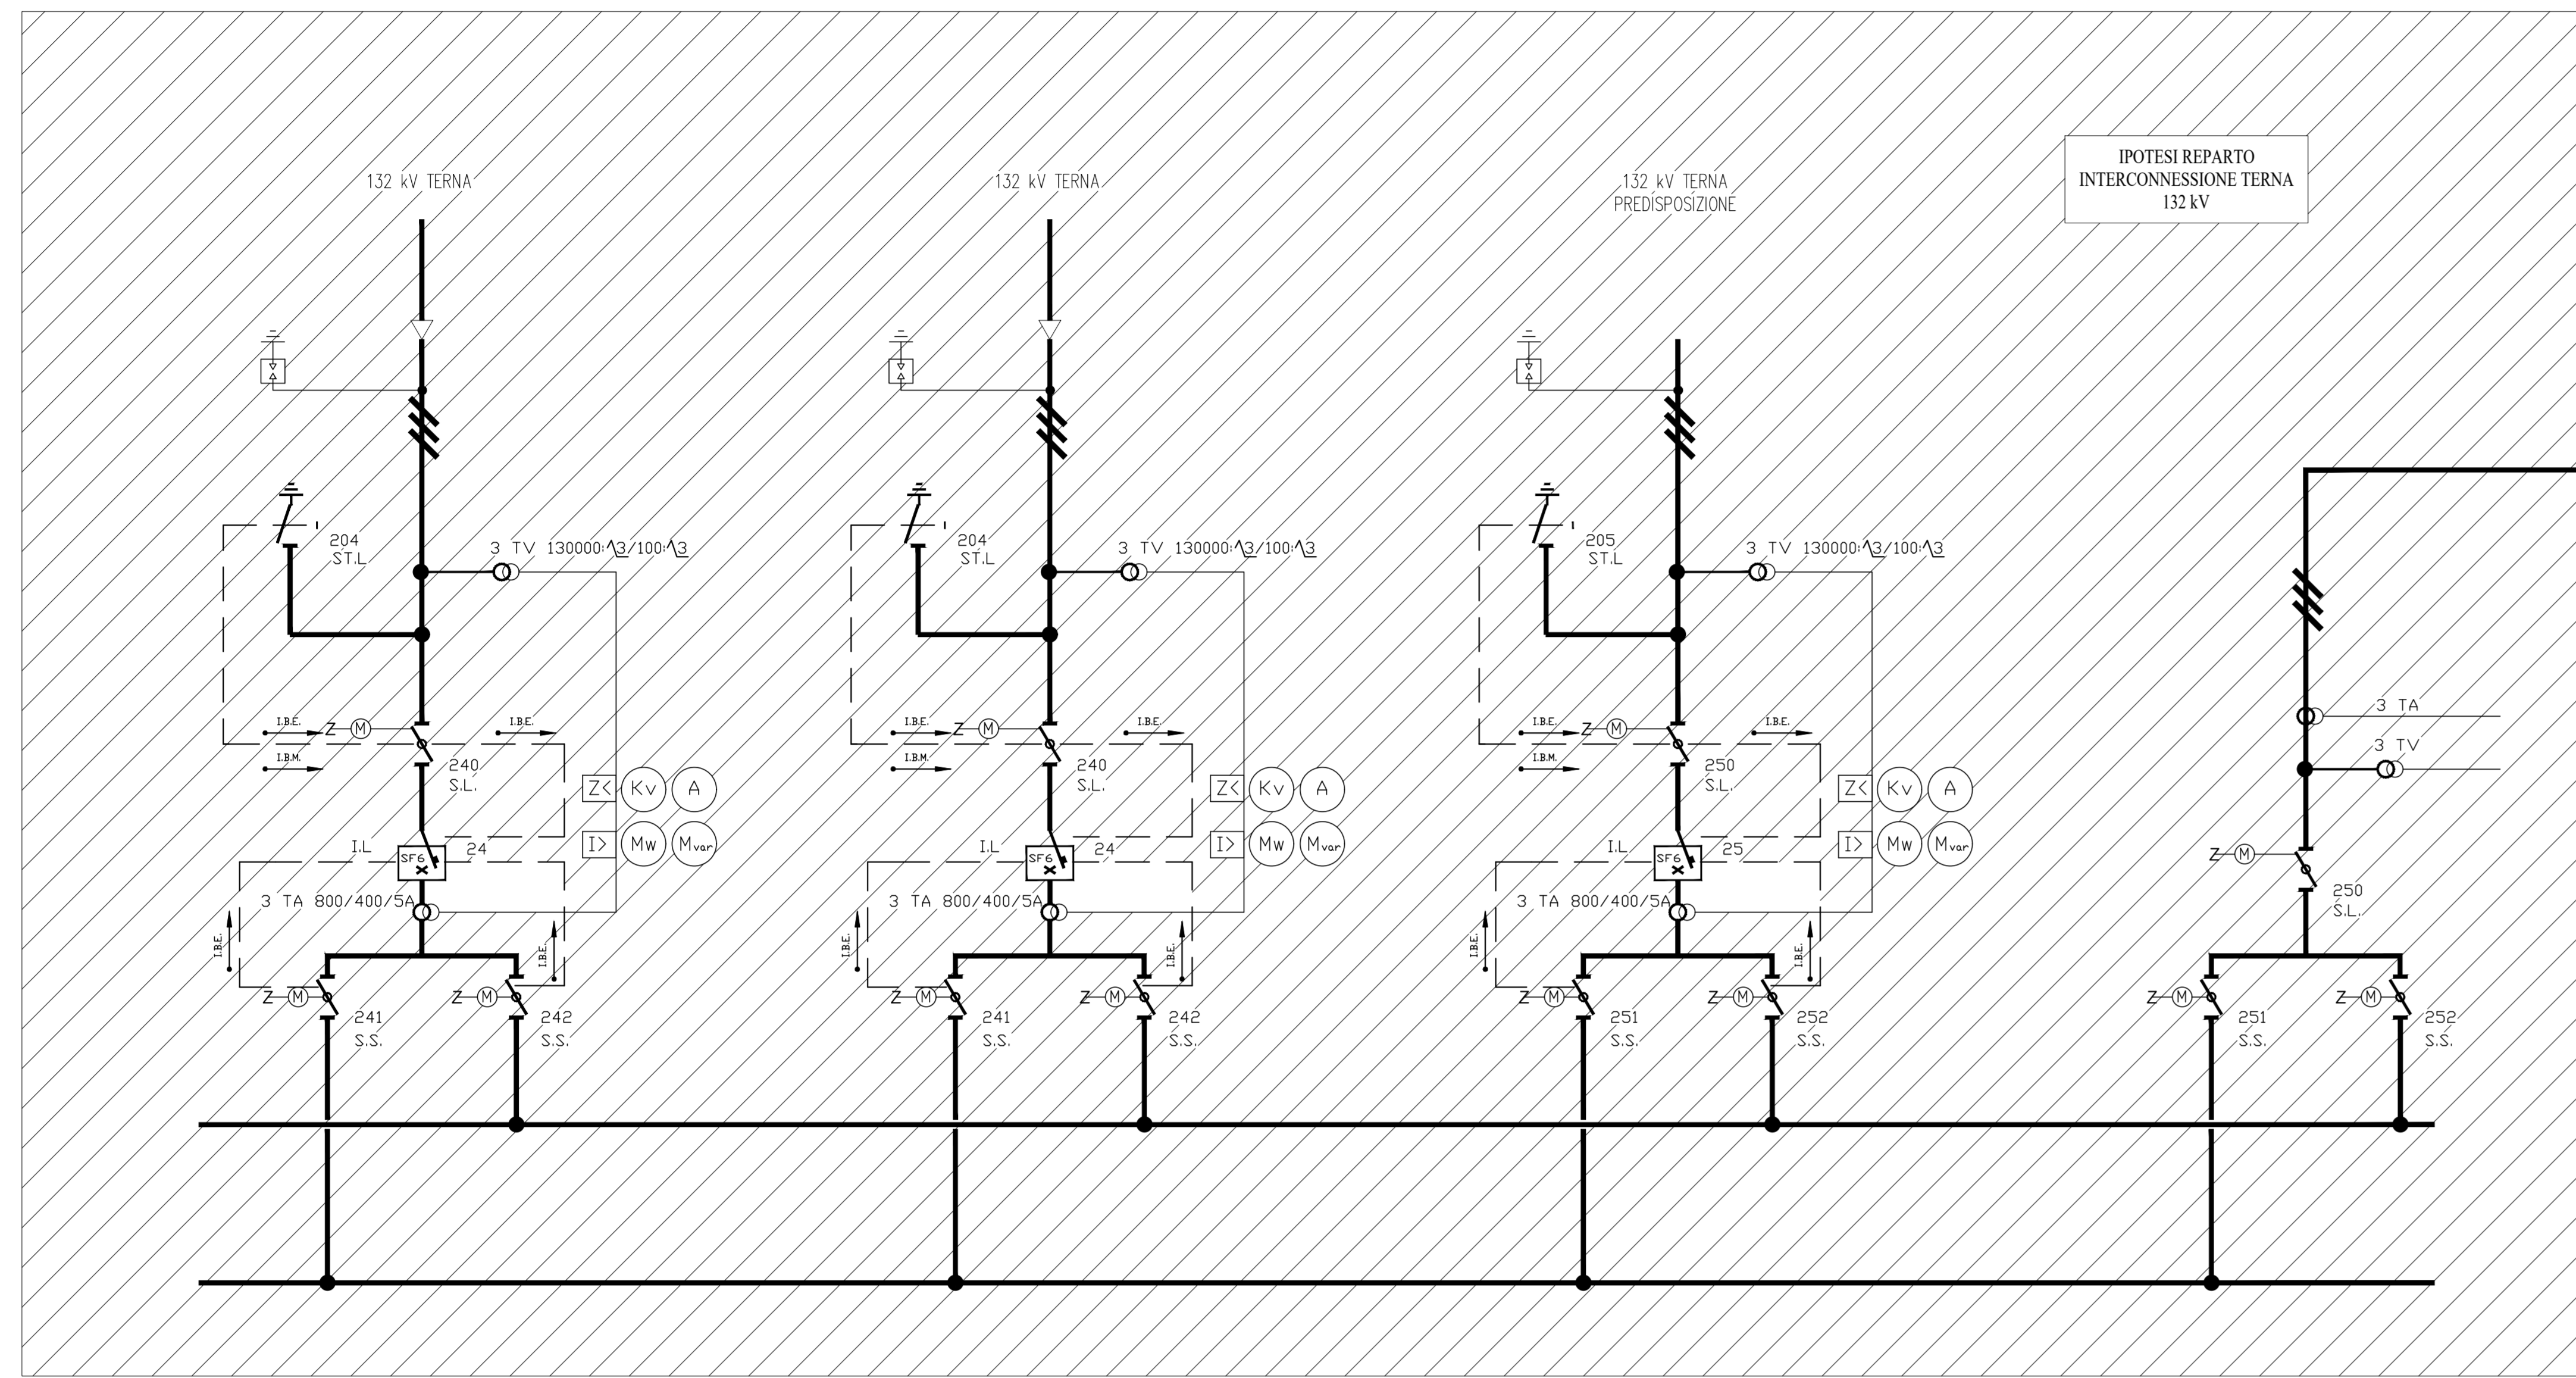 132 kV TERNA
132 kV TERNA
132 kV TERNA
PREDISPOSIZIONE
IPOTESI REPARTO
INTERCONNESSIONE TERNA
132 kV
204
ST.L
3 TV 130000:√3/100:√3
204
ST.L
3 TV 130000:√3/100:√3
205
ST.L
3 TV 130000:√3/100:√3
I.B.E.
Z
M
I.B.E.
I.B.M.
240
S.L.
Z<
Kv
A
I>
Mw
Mvar
I.L
SF6
24
3 TA 800/400/5A
I.B.E.
I.B.E.
Z
M
241
S.S.
Z
M
242
S.S.
I.B.E.
Z
M
I.B.E.
I.B.M.
240
S.L.
Z<
Kv
A
I>
Mw
Mvar
I.L
SF6
24
3 TA 800/400/5A
I.B.E.
I.B.E.
Z
M
241
S.S.
Z
M
242
S.S.
I.B.E.
Z
M
I.B.E.
I.B.M.
250
S.L.
Z<
Kv
A
I>
Mw
Mvar
I.L
SF6
25
3 TA 800/400/5A
I.B.E.
I.B.E.
Z
M
251
S.S.
Z
M
252
S.S.
3 TA
3 TV
Z
M
250
S.L.
Z
M
251
S.S.
Z
M
252
S.S.